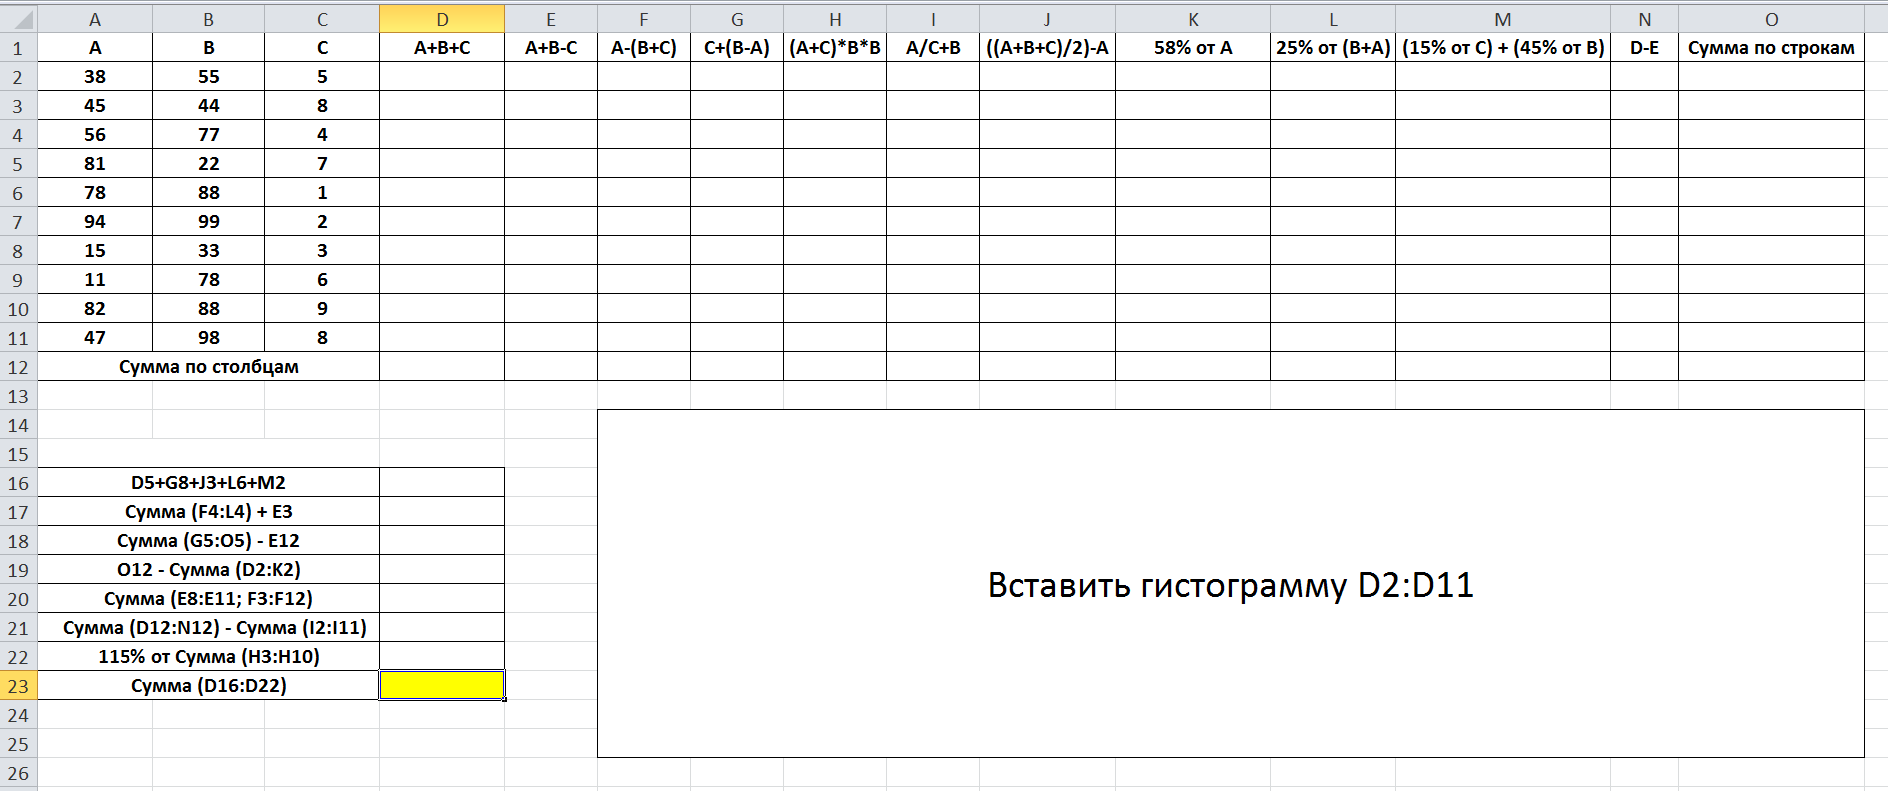 A B C D E F G H I J K L M N O
1 A B C A+B+C A+B-C A-(B+C) C+(B-A) (A+C)*B*B A/C+B ((A+B+C)/2)-A 58% от A 25% от (B+A) (15% от C) + (45% от B) D-E Сумма по строкам
2 38 55 5
3 45 44 8
4 56 77 4
5 81 22 7
6 78 88 1
7 94 99 2
8 15 33 3
9 11 78 6
10 82 88 9
11 47 98 8
12 Сумма по столбцам
13
14
15
16 D5+G8+J3+L6+M2
17 Сумма (F4:L4) + E3
18 Сумма (G5:O5) - E12
19 O12 - Сумма (D2:K2)
20 Сумма (E8:E11; F3:F12)
21 Сумма (D12:N12) - Сумма (I2:I11)
22 115% от Сумма (H3:H10)
23 Сумма (D16:D22)
24
25
26
Вставить гистограмму D2:D11